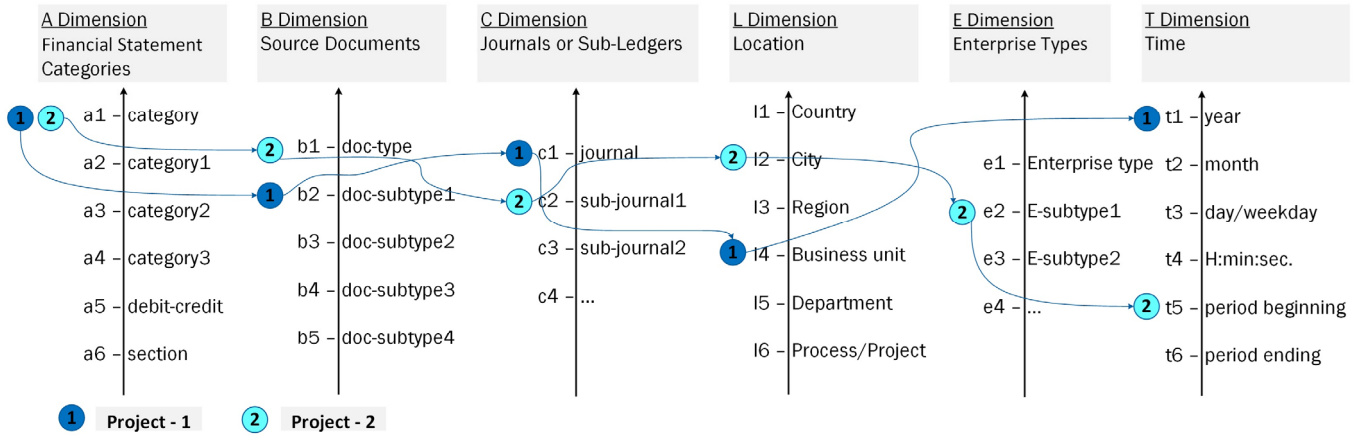 A Dimension
Financial Statement
Categories
B Dimension
Source Documents
C Dimension
Journals or Sub-Ledgers
L Dimension
Location
E Dimension
Enterprise Types
T Dimension
Time
1
2
a1 – category
a2 – category1
a3 – category2
a4 – category3
a5 – debit-credit
a6 – section
2
1
b1 – doc-type
b2 – doc-subtype1
b3 – doc-subtype2
b4 – doc-subtype3
b5 – doc-subtype4
1
2
c1 – journal
c2 – sub-journal1
c3 – sub-journal2
c4 – ...
2
1
l1 – Country
l2 – City
l3 – Region
l4 – Business unit
l5 – Department
l6 – Process/Project
2
e1 – Enterprise type
e2 – E-subtype1
e3 – E-subtype2
e4 – ...
1
2
t1 – year
t2 – month
t3 – day/weekday
t4 – H:min:sec.
t5 – period beginning
t6 – period ending
1 Project - 1
2 Project - 2